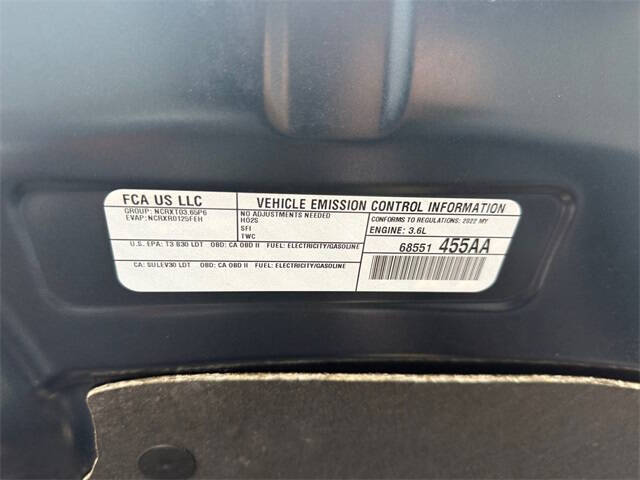 FCA US LLC
GROUP: NCRXT03.65P6
EVAP: NCRXR0125FEH
VEHICLE EMISSION CONTROL INFORMATION
NO ADJUSTMENTS NEEDED
HO2S
SFI
TWC
CONFORMS TO REGULATIONS: 2022 MY
ENGINE: 3.6L
U.S. EPA: T3 B30 LDT OBD: CA OBD II FUEL: ELECTRICITY/GASOLINE
68551 455AA
CA: SULEV30 LDT OBD: CA OBD II FUEL: ELECTRICITY/GASOLINE